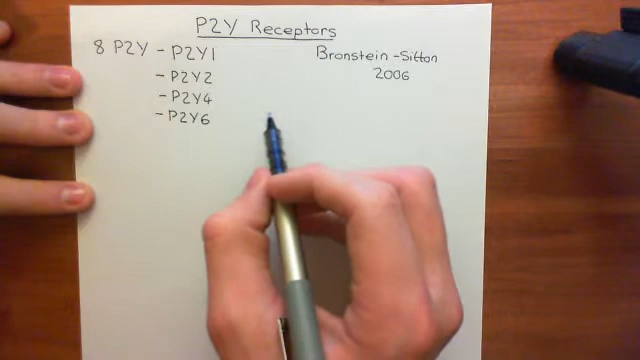 P2Y Receptors
8 P2Y - P2Y1
- P2Y2
- P2Y4
- P2Y6
Bronstein-Sitton
2006